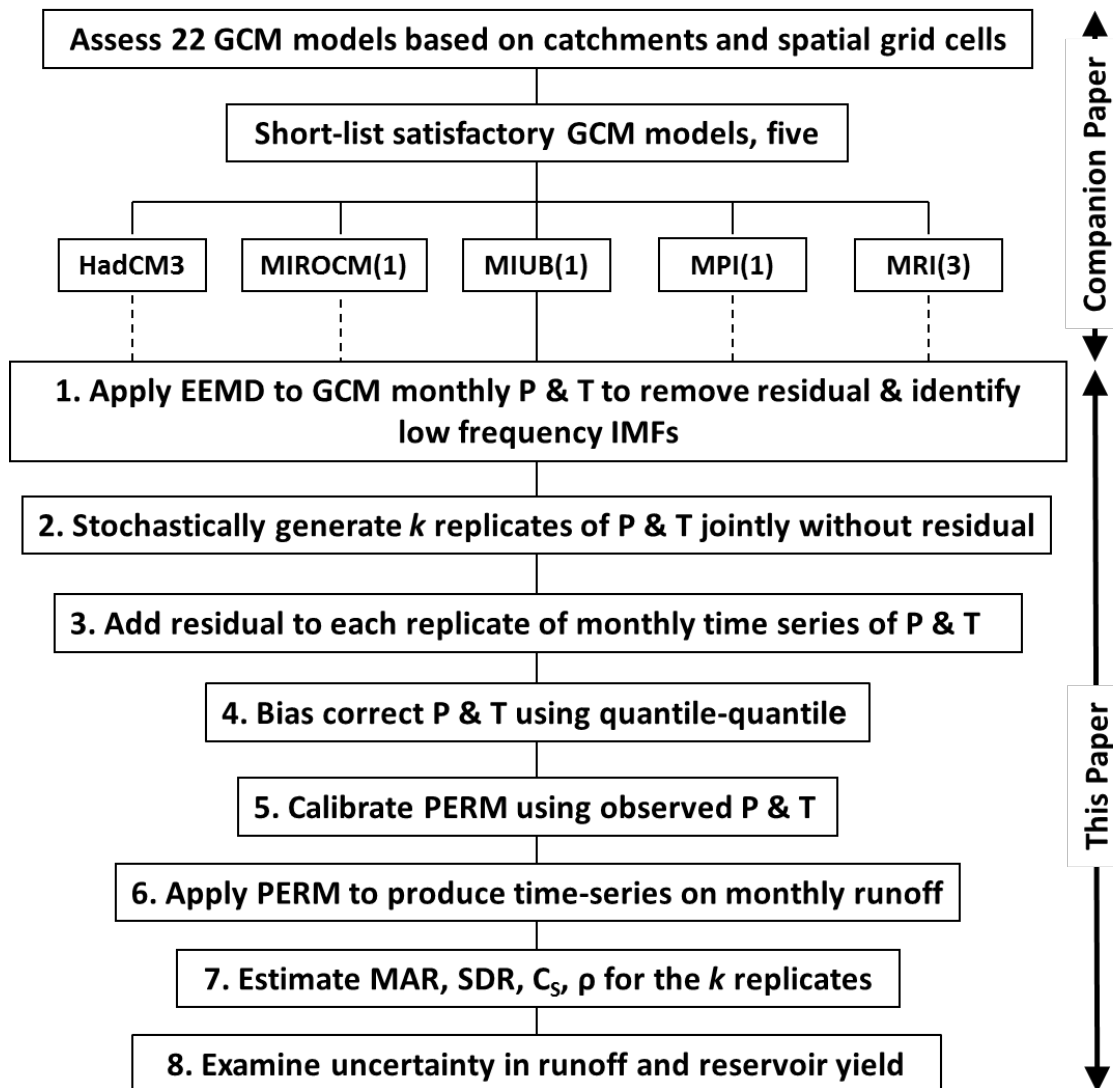 Assess 22 GCM models based on catchments and spatial grid cells
Short-list satisfactory GCM models, five
HadCM3
MIROCM(1)
MIUB(1)
MPI(1)
MRI(3)
Companion Paper
1. Apply EEMD to GCM monthly P & T to remove residual & identify
low frequency IMFs
2. Stochastically generate k replicates of P & T jointly without residual
3. Add residual to each replicate of monthly time series of P & T
4. Bias correct P & T using quantile-quantile
5. Calibrate PERM using observed P & T
6. Apply PERM to produce time-series on monthly runoff
7. Estimate MAR, SDR, Cₛ, ρ for the k replicates
8. Examine uncertainty in runoff and reservoir yield
This Paper